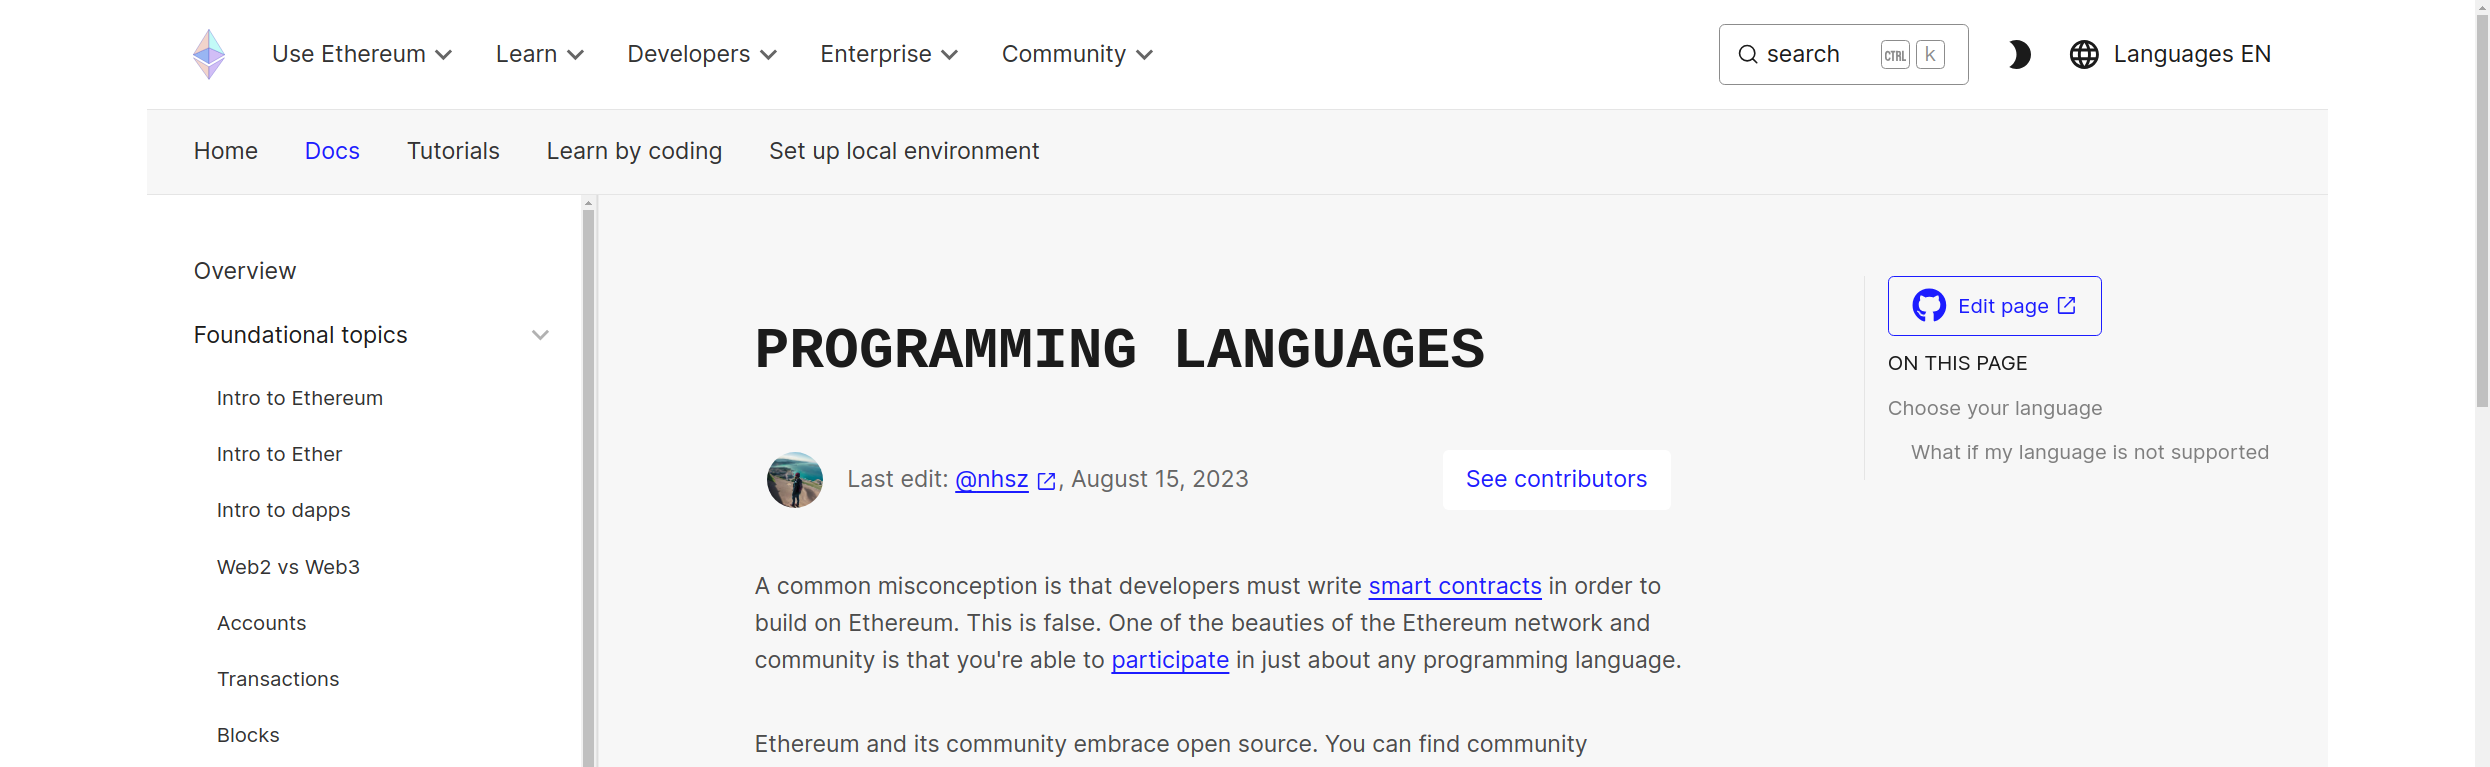 Use Ethereum Learn Developers Enterprise Community search CTRL k Languages EN
Home Docs Tutorials Learn by coding Set up local environment
Overview
Foundational topics
Intro to Ethereum
Intro to Ether
Intro to dapps
Web2 vs Web3
Accounts
Transactions
Blocks
PROGRAMMING LANGUAGES
Last edit: @nhsz , August 15, 2023
See contributors
A common misconception is that developers must write smart contracts in order to
build on Ethereum. This is false. One of the beauties of the Ethereum network and
community is that you're able to participate in just about any programming language.
Ethereum and its community embrace open source. You can find community
Edit page
ON THIS PAGE
Choose your language
What if my language is not supported